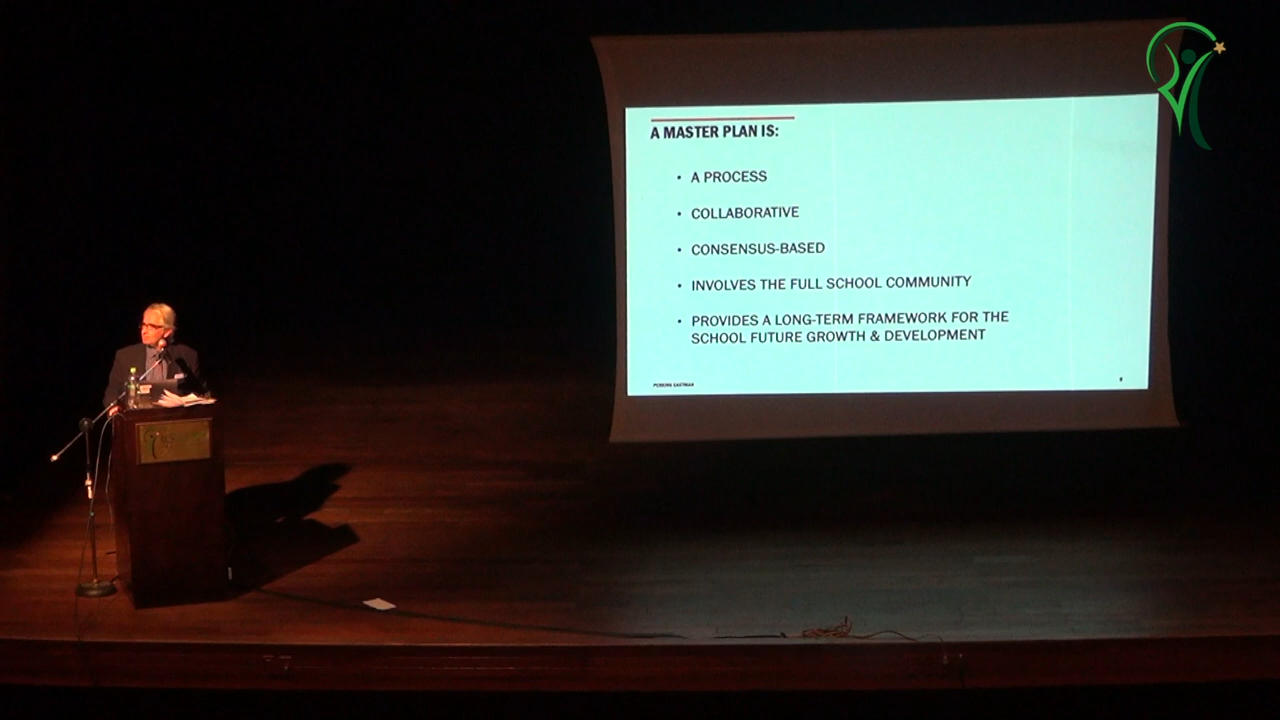 A MASTER PLAN IS:
• A PROCESS
• COLLABORATIVE
• CONSENSUS-BASED
• INVOLVES THE FULL SCHOOL COMMUNITY
• PROVIDES A LONG-TERM FRAMEWORK FOR THE
SCHOOL FUTURE GROWTH & DEVELOPMENT
PERKINS EASTMAN